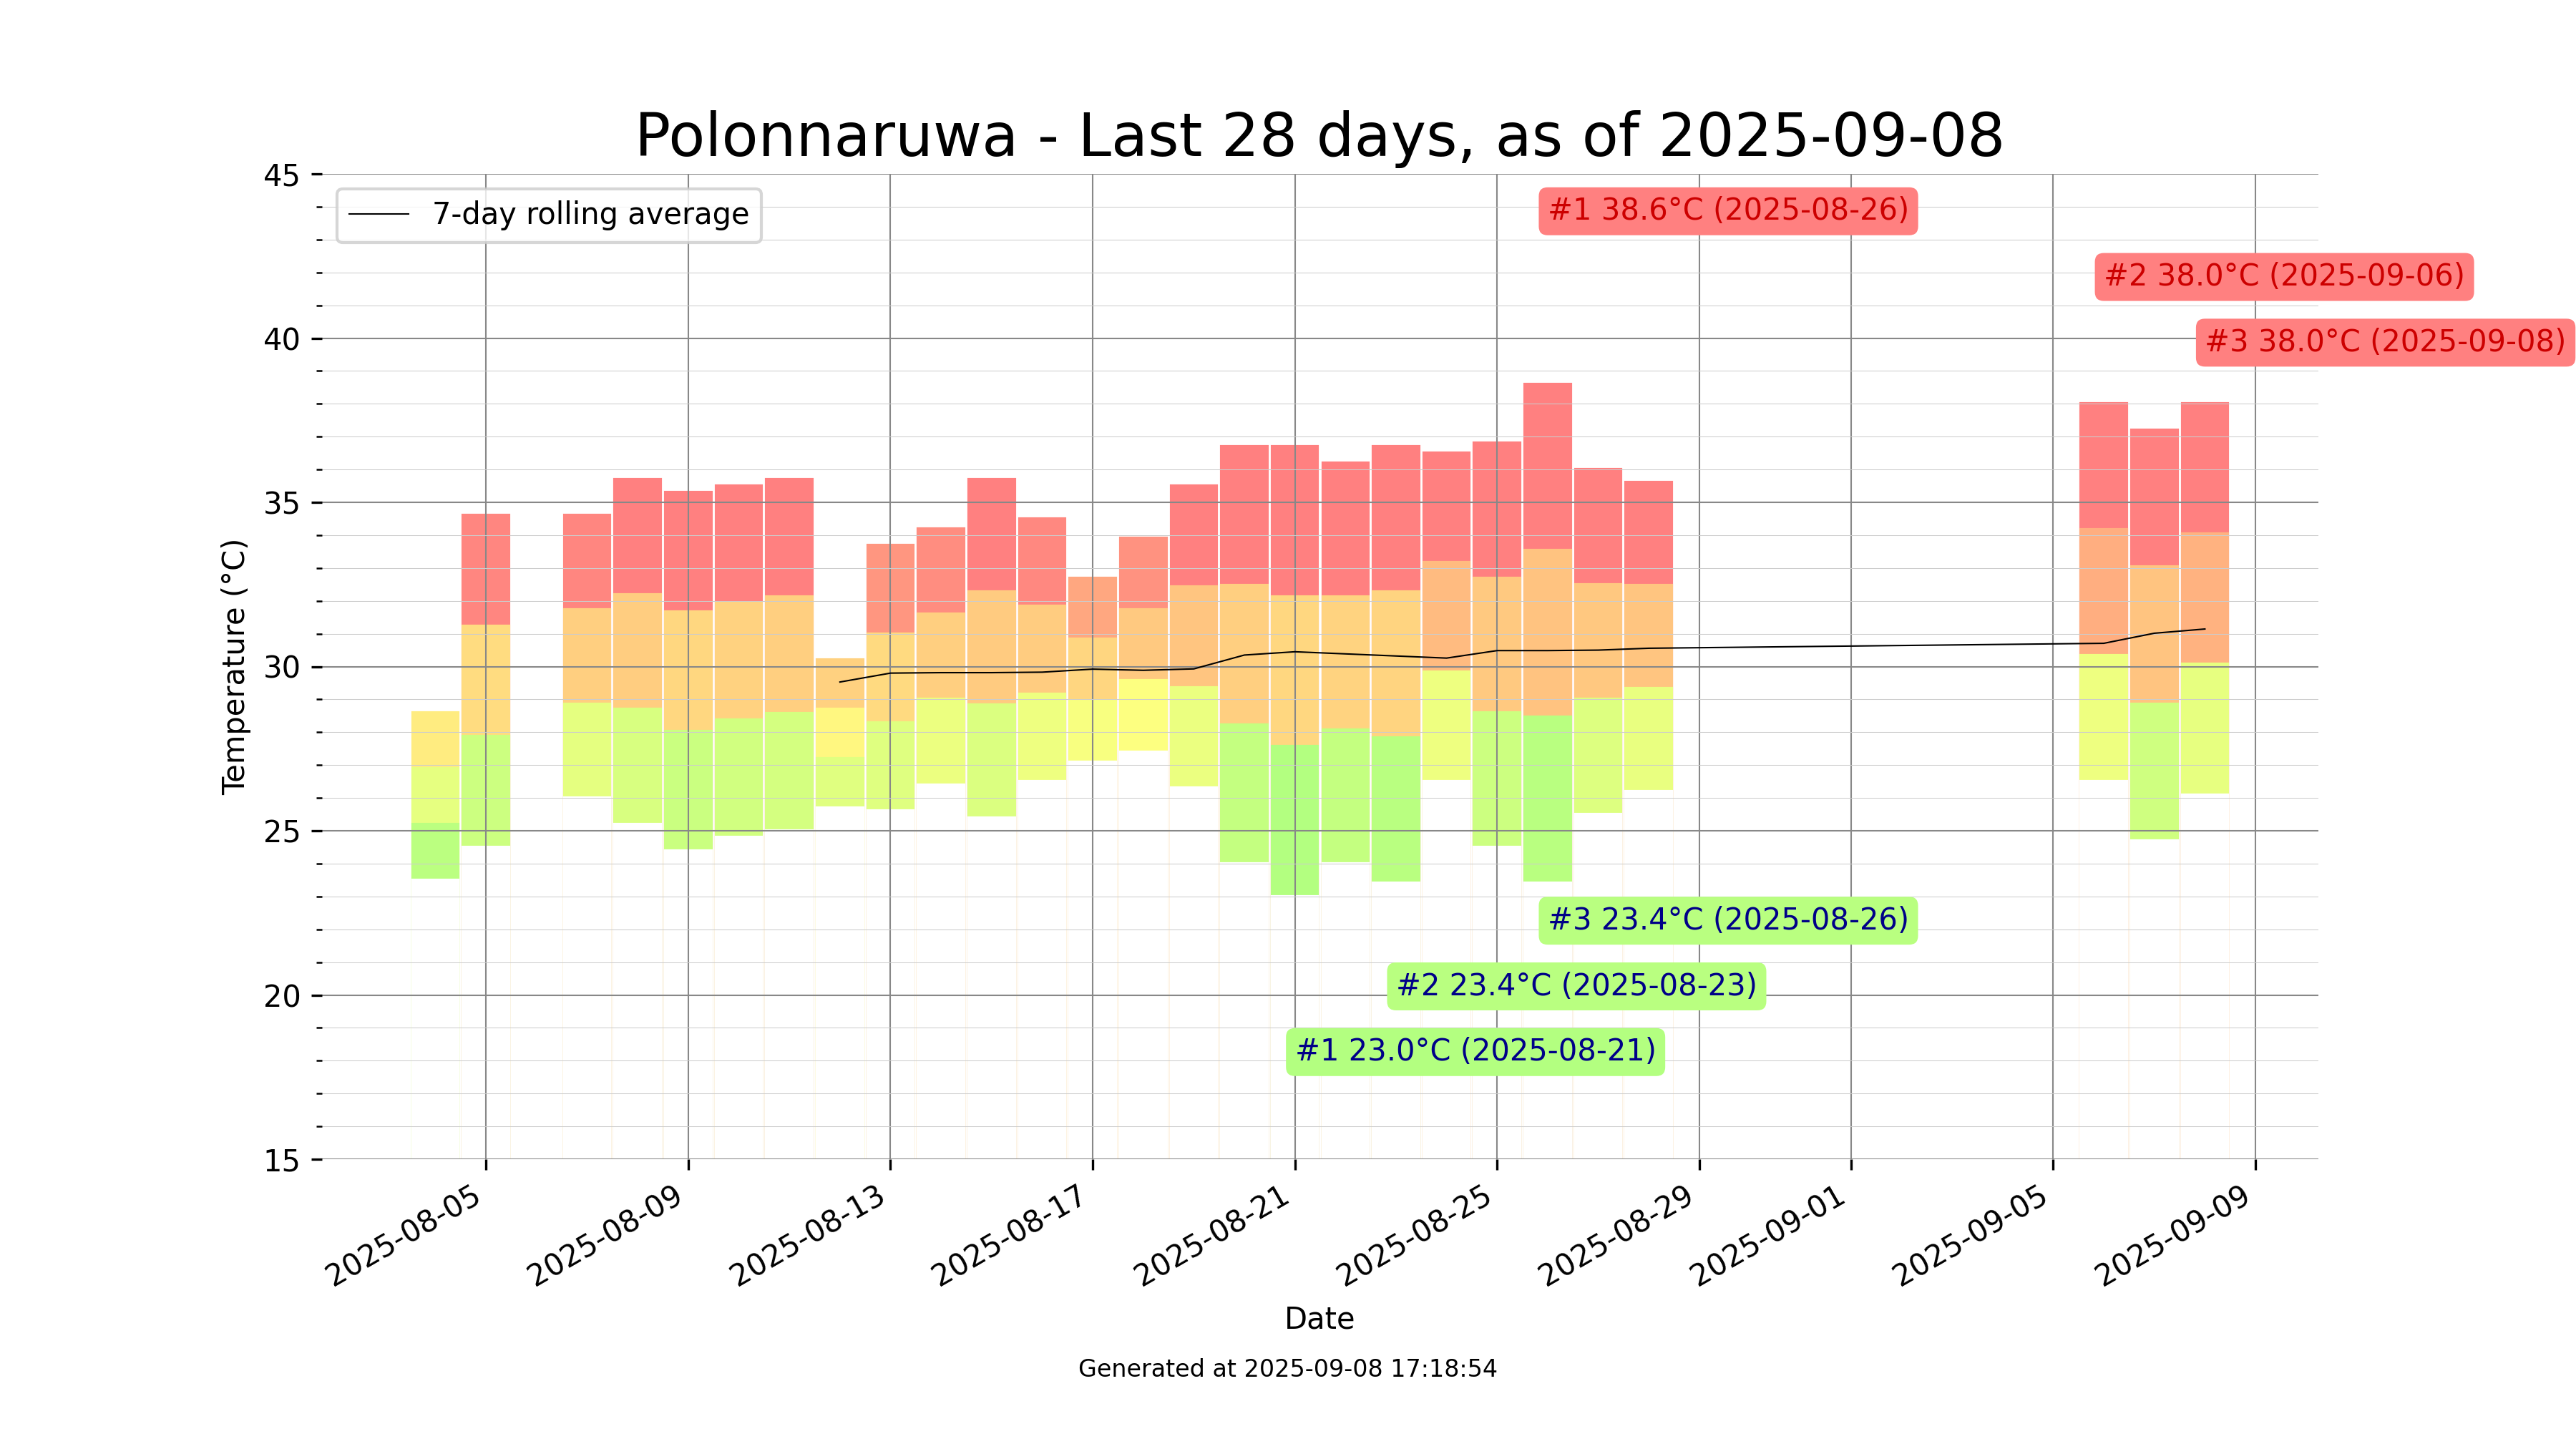 Polonnaruwa - Last 28 days, as of 2025-09-08
45
40
35
30
25
20
15
Temperature (°C)
7-day rolling average
#1 38.6°C (2025-08-26)
#2 38.0°C (2025-09-06)
#3 38.0°C (2025-09-08)
#3 23.4°C (2025-08-26)
#2 23.4°C (2025-08-23)
#1 23.0°C (2025-08-21)
2025-08-05
2025-08-09
2025-08-13
2025-08-17
2025-08-21
2025-08-25
2025-08-29
2025-09-01
2025-09-05
2025-09-09
Date
Generated at 2025-09-08 17:18:54